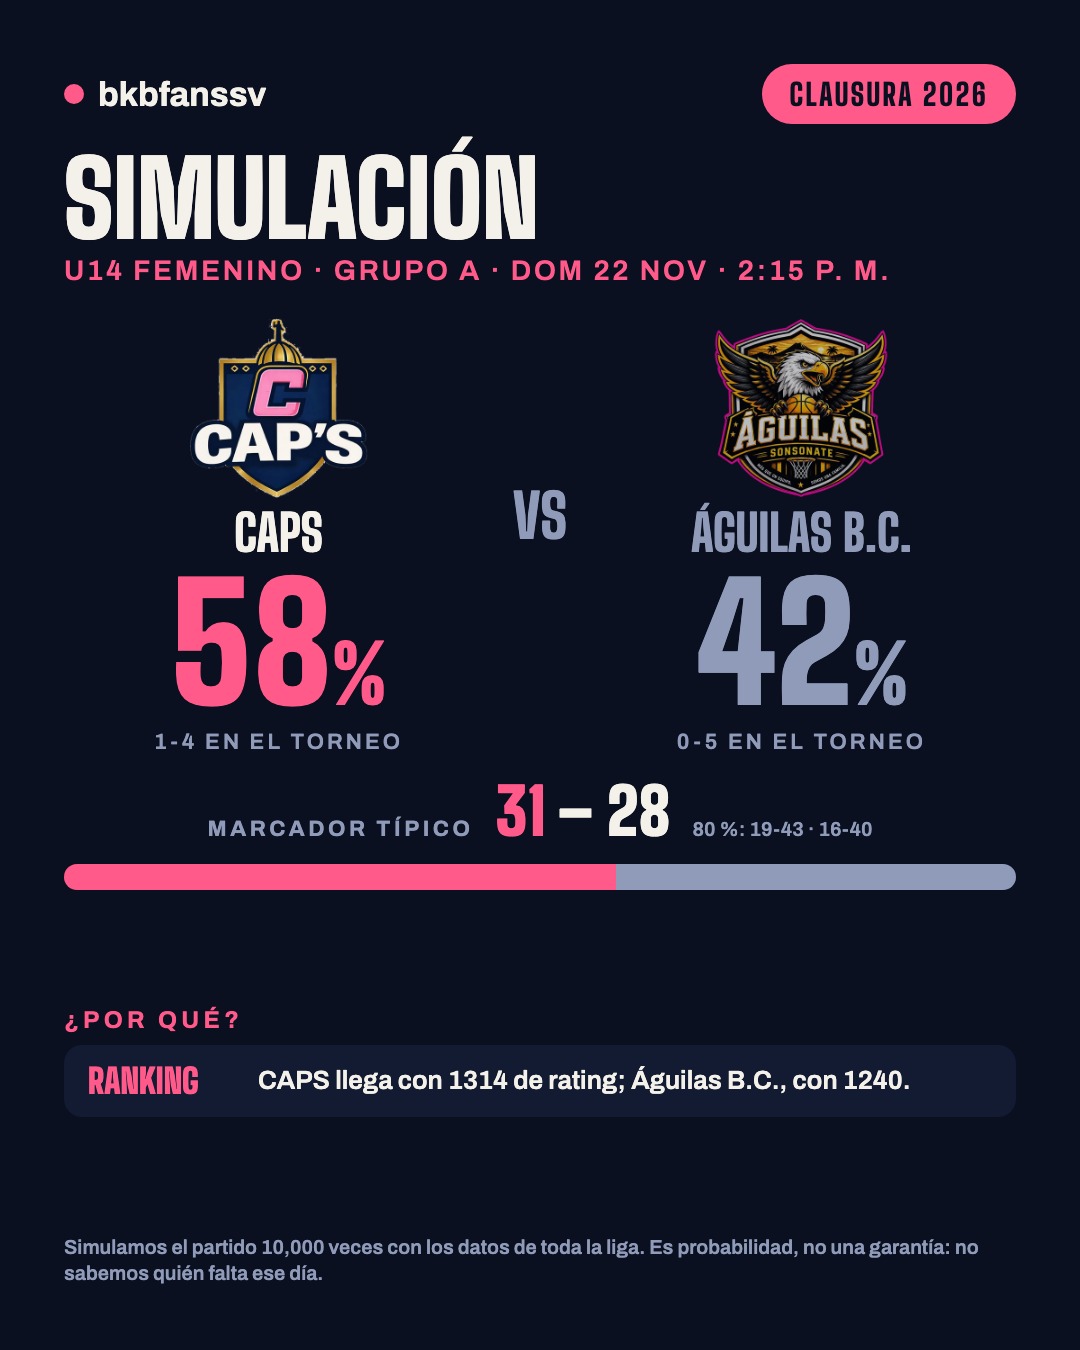 bkbfanssv
CLAUSURA 2026
SIMULACIÓN
U14 FEMENINO · GRUPO A · DOM 22 NOV · 2:15 P. M.
C
CAP'S
ÁGUILAS
SONSONATE
CAPS
VS
ÁGUILAS B.C.
58%
42%
1-4 EN EL TORNEO
0-5 EN EL TORNEO
MARCADOR TÍPICO 31 – 28 80 %: 19-43 · 16-40
¿POR QUÉ?
RANKING CAPS llega con 1314 de rating; Águilas B.C., con 1240.
Simulamos el partido 10,000 veces con los datos de toda la liga. Es probabilidad, no una garantía: no
sabemos quién falta ese día.